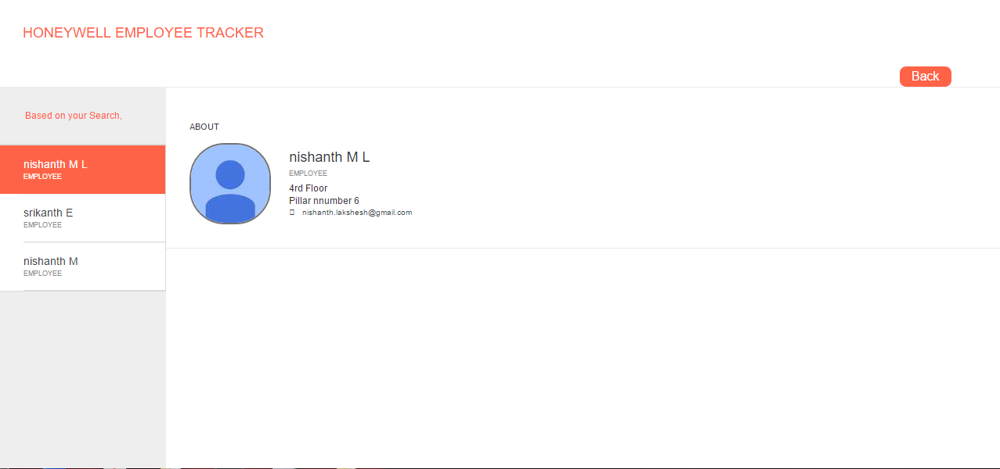 HONEYWELL EMPLOYEE TRACKER
Back
Based on your Search,
nishanth M L
EMPLOYEE
srikanth E
EMPLOYEE
nishanth M
EMPLOYEE
ABOUT
nishanth M L
EMPLOYEE
4rd Floor
Pillar nnumber 6
nishanth.lakshesh@gmail.com